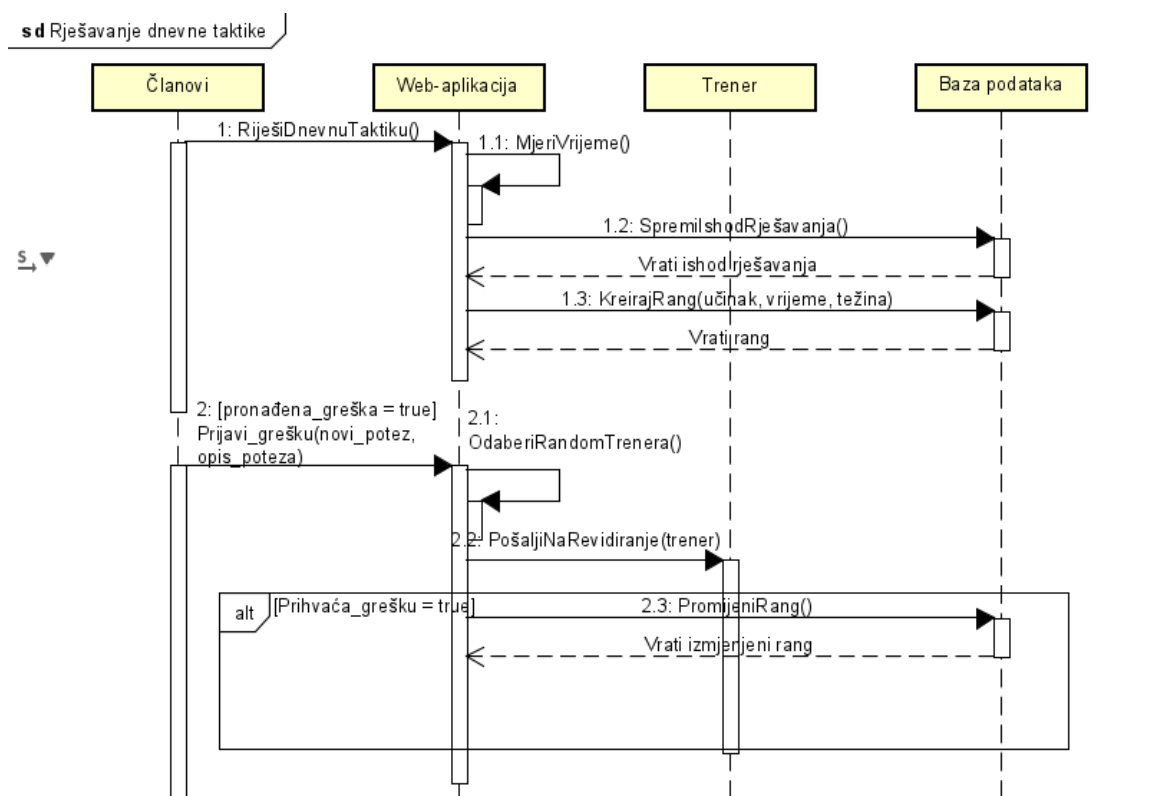 sd Rješavanje dnevne taktike
Članovi
Web-aplikacija
Trener
Baza podataka
1: RiješiDnevnuTaktiku()
1.1: MjeriVrijeme()
1.2: SpremiIshodRješavanja()
Vrati ishod rješavanja
1.3: KreirajRang(učinak, vrijeme, težina)
Vrati rang
2: [pronađena_greška = true]
Prijavi_grešku(novi_potez,
opis_poteza)
2.1:
OdaberiRandomTrenera()
2.2: PošaljiNaRevidiranje(trener)
alt
[Prihvaća_grešku = true]
2.3: PromijeniRang()
Vrati izmjenjeni rang
S